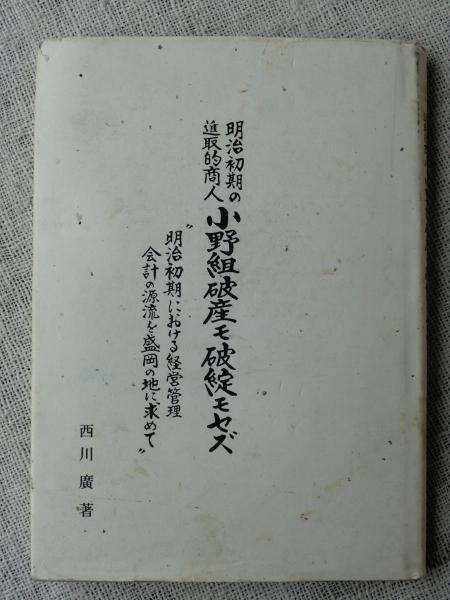 明治初期の
進取的商人
小野組破産モ破綻モセズ
〝明治初期における経営管理
会計の源流を盛岡の地に求めて〟
西川廣著